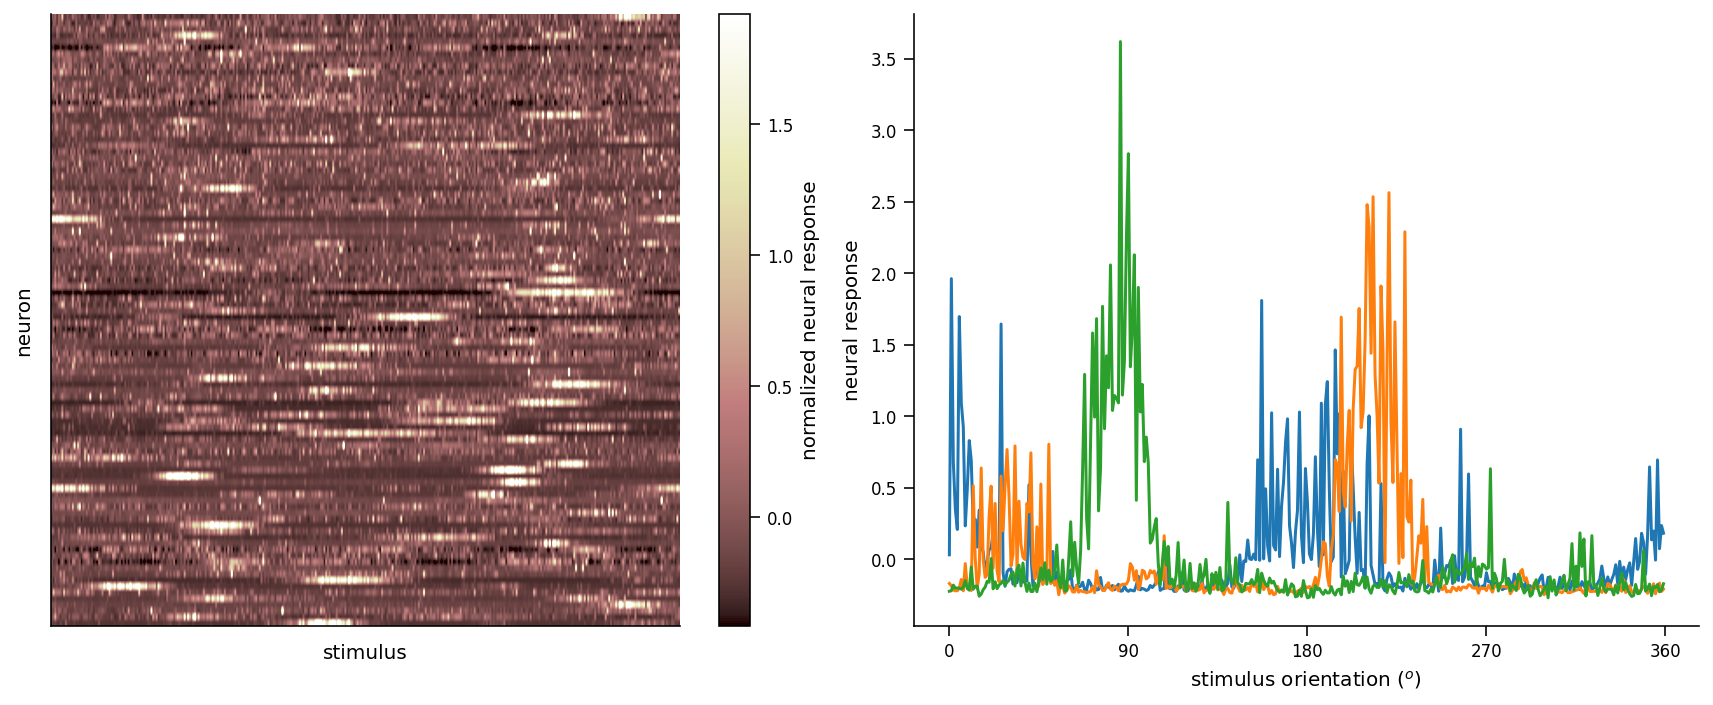 neuron
stimulus
1.5
1.0
0.5
0.0
normalized neural response
neural response
3.5
3.0
2.5
2.0
1.5
1.0
0.5
0.0
0 90 180 270 360
stimulus orientation (°)